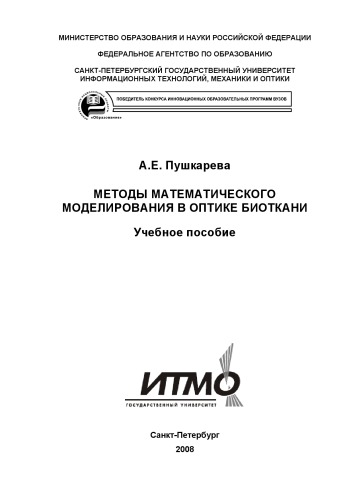 МИНИСТЕРСТВО ОБРАЗОВАНИЯ И НАУКИ РОССИЙСКОЙ ФЕДЕРАЦИИ
ФЕДЕРАЛЬНОЕ АГЕНТСТВО ПО ОБРАЗОВАНИЮ
САНКТ-ПЕТЕРБУРГСКИЙ ГОСУДАРСТВЕННЫЙ УНИВЕРСИТЕТ
ИНФОРМАЦИОННЫХ ТЕХНОЛОГИЙ, МЕХАНИКИ И ОПТИКИ
ПОБЕДИТЕЛЬ КОНКУРСА ИННОВАЦИОННЫХ ОБРАЗОВАТЕЛЬНЫХ ПРОГРАММ ВУЗОВ
«Образование»
А.Е. Пушкарева
МЕТОДЫ МАТЕМАТИЧЕСКОГО
МОДЕЛИРОВАНИЯ В ОПТИКЕ БИОТКАНИ
Учебное пособие
ИТМО
ГОСУДАРСТВЕННЫЙ УНИВЕРСИТЕТ
Санкт-Петербург
2008